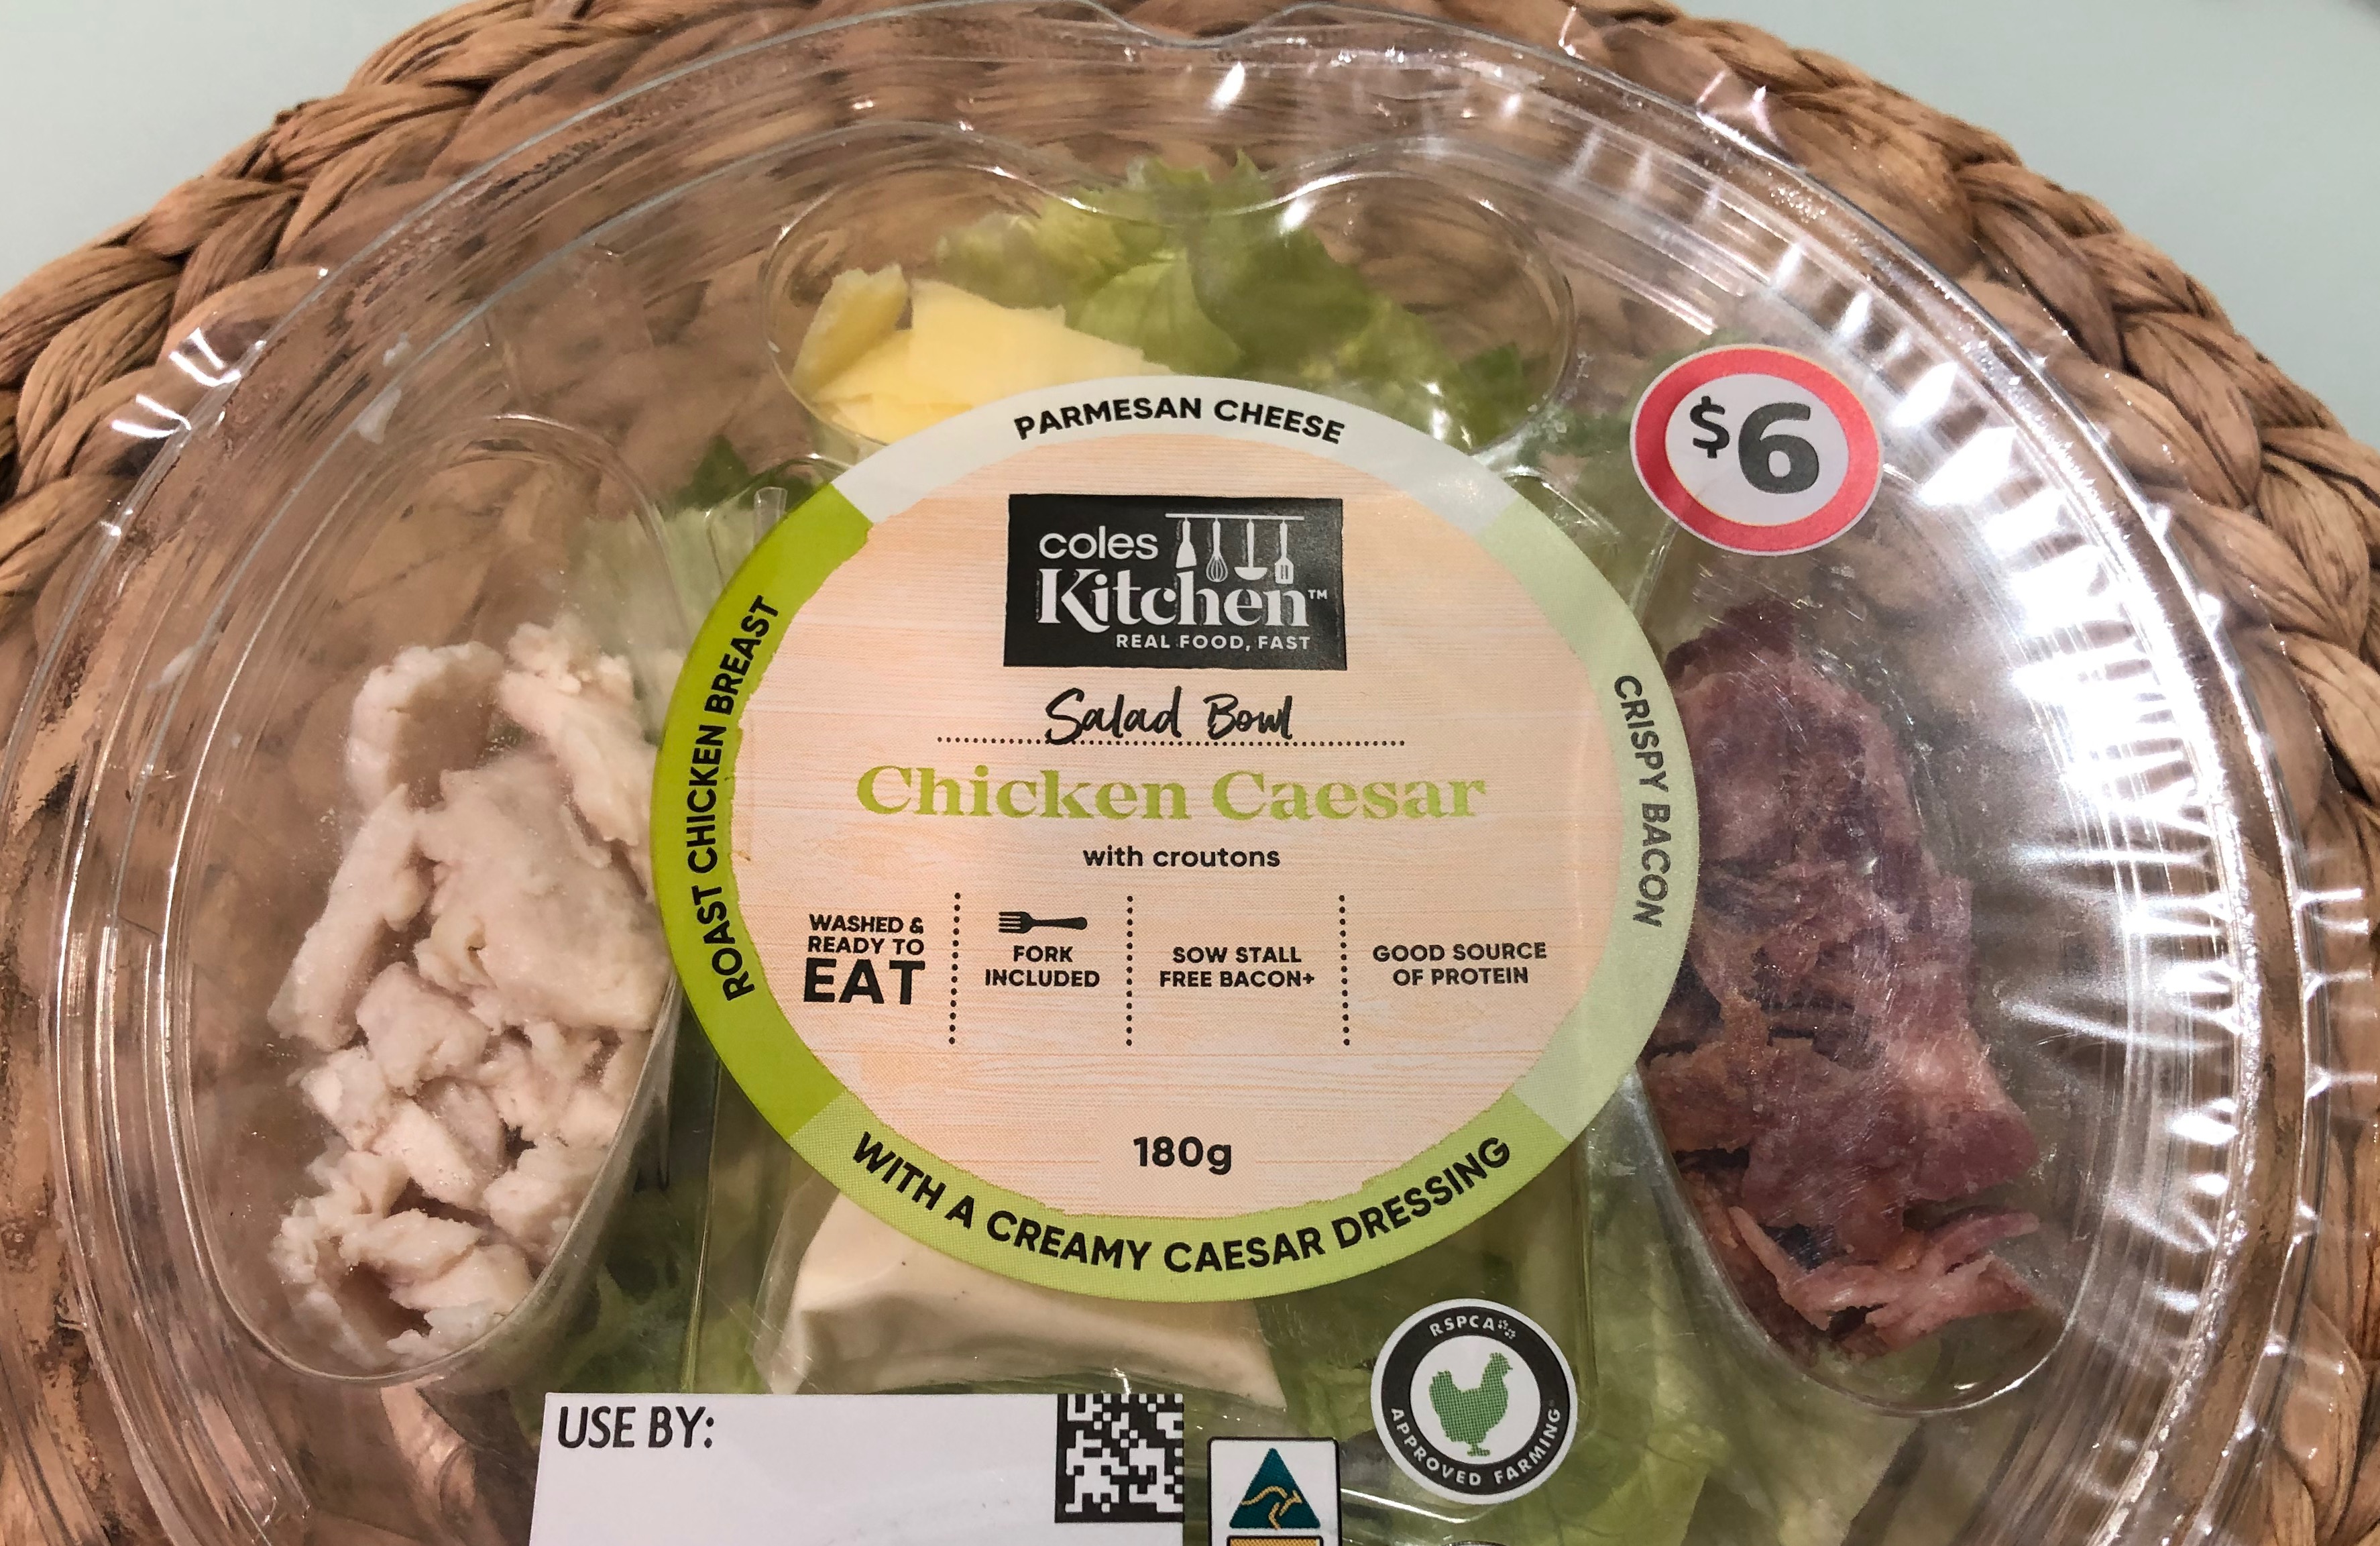 PARMESAN CHEESE
$6
coles
Kitchen™
REAL FOOD, FAST
Salad Bowl
Chicken Caesar
with croutons
ROAST CHICKEN BREAST
CRISPY BACON
WASHED &
READY TO
EAT
FORK
INCLUDED
SOW STALL
FREE BACON+
GOOD SOURCE
OF PROTEIN
180g
WITH A CREAMY CAESAR DRESSING
RSPCA
APPROVED FARMING
USE BY: